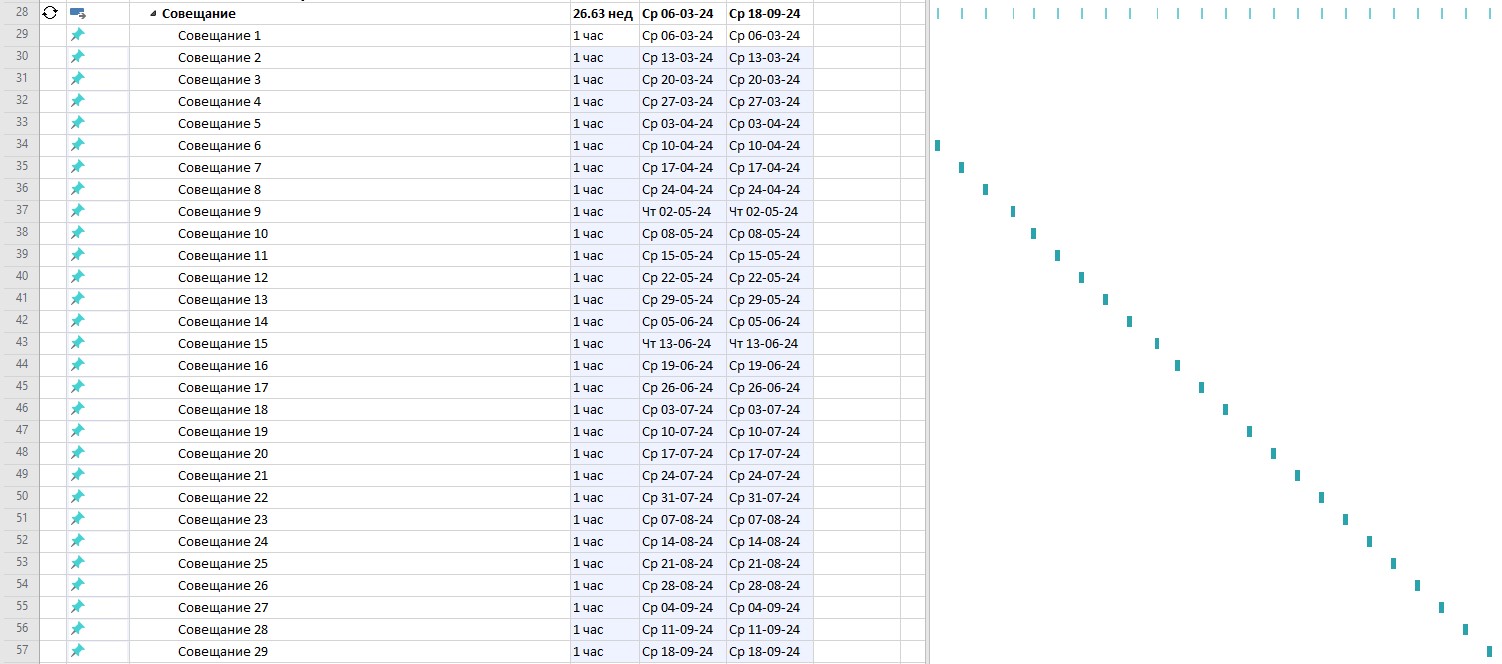 28 Совещание 26.63 нед Ср 06-03-24 Ср 18-09-24
29 Совещание 1 1 час Ср 06-03-24 Ср 06-03-24
30 Совещание 2 1 час Ср 13-03-24 Ср 13-03-24
31 Совещание 3 1 час Ср 20-03-24 Ср 20-03-24
32 Совещание 4 1 час Ср 27-03-24 Ср 27-03-24
33 Совещание 5 1 час Ср 03-04-24 Ср 03-04-24
34 Совещание 6 1 час Ср 10-04-24 Ср 10-04-24
35 Совещание 7 1 час Ср 17-04-24 Ср 17-04-24
36 Совещание 8 1 час Ср 24-04-24 Ср 24-04-24
37 Совещание 9 1 час Чт 02-05-24 Чт 02-05-24
38 Совещание 10 1 час Ср 08-05-24 Ср 08-05-24
39 Совещание 11 1 час Ср 15-05-24 Ср 15-05-24
40 Совещание 12 1 час Ср 22-05-24 Ср 22-05-24
41 Совещание 13 1 час Ср 29-05-24 Ср 29-05-24
42 Совещание 14 1 час Ср 05-06-24 Ср 05-06-24
43 Совещание 15 1 час Чт 13-06-24 Чт 13-06-24
44 Совещание 16 1 час Ср 19-06-24 Ср 19-06-24
45 Совещание 17 1 час Ср 26-06-24 Ср 26-06-24
46 Совещание 18 1 час Ср 03-07-24 Ср 03-07-24
47 Совещание 19 1 час Ср 10-07-24 Ср 10-07-24
48 Совещание 20 1 час Ср 17-07-24 Ср 17-07-24
49 Совещание 21 1 час Ср 24-07-24 Ср 24-07-24
50 Совещание 22 1 час Ср 31-07-24 Ср 31-07-24
51 Совещание 23 1 час Ср 07-08-24 Ср 07-08-24
52 Совещание 24 1 час Ср 14-08-24 Ср 14-08-24
53 Совещание 25 1 час Ср 21-08-24 Ср 21-08-24
54 Совещание 26 1 час Ср 28-08-24 Ср 28-08-24
55 Совещание 27 1 час Ср 04-09-24 Ср 04-09-24
56 Совещание 28 1 час Ср 11-09-24 Ср 11-09-24
57 Совещание 29 1 час Ср 18-09-24 Ср 18-09-24